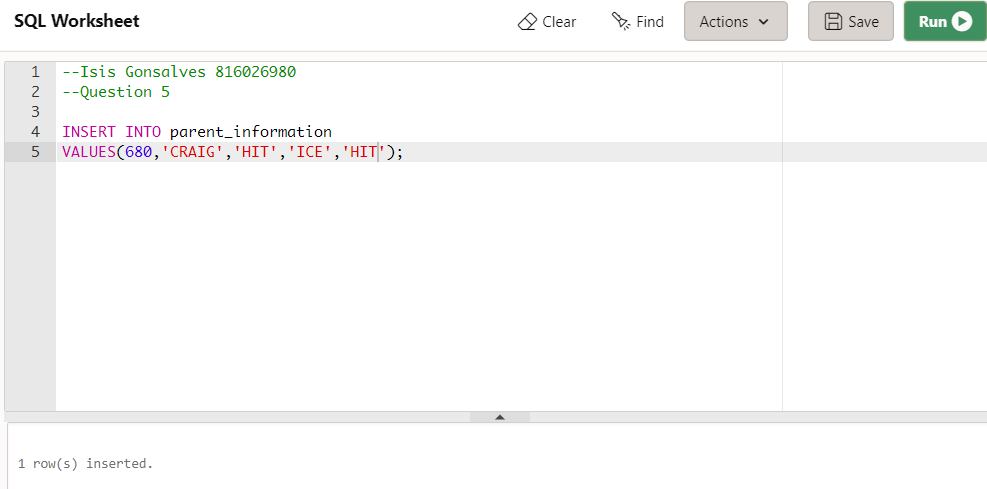 SQL Worksheet
Clear
Find
Actions
Save
Run
1 --Isis Gonsalves 816026980
2 --Question 5
3
4 INSERT INTO parent_information
5 VALUES(680,'CRAIG','HIT','ICE','HIT');
1 row(s) inserted.